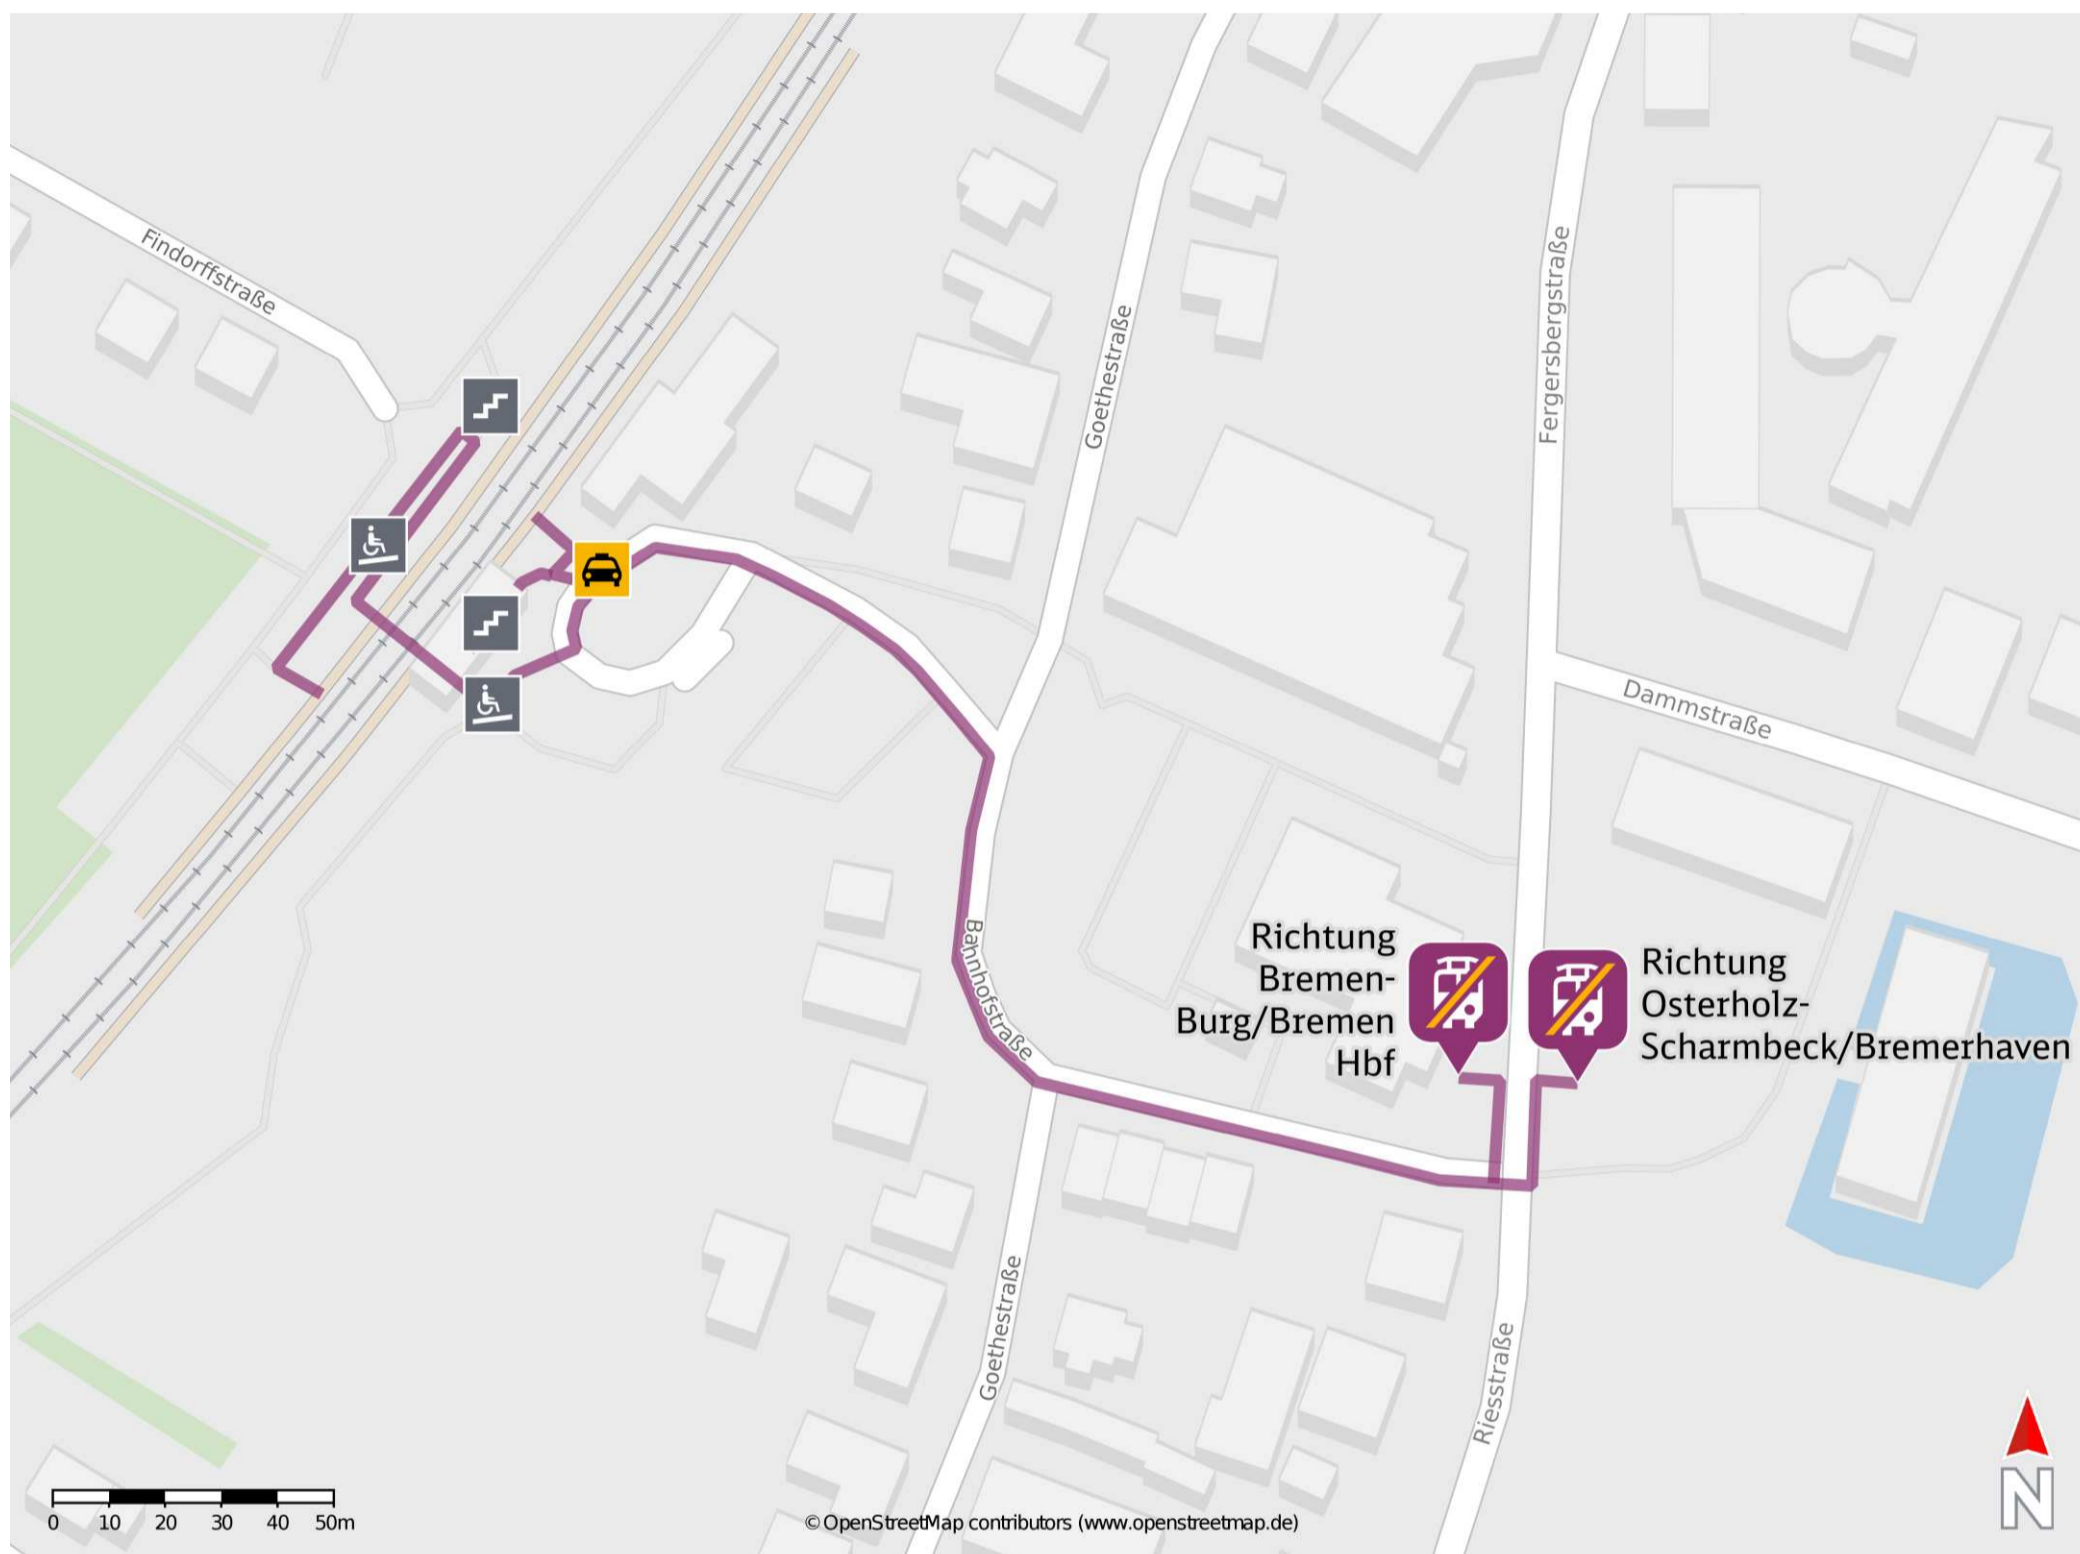 Findorffstraße
Goethestraße
Fergersbergstraße
Dammstraße
Bahnhofstraße
Richtung
Bremen-
Burg/Bremen
Hbf
Richtung
Osterholz-
Scharmbeck/Bremerhaven
Goethestraße
Riesstraße
N
0 10 20 30 40 50m
© OpenStreetMap contributors (www.openstreetmap.de)